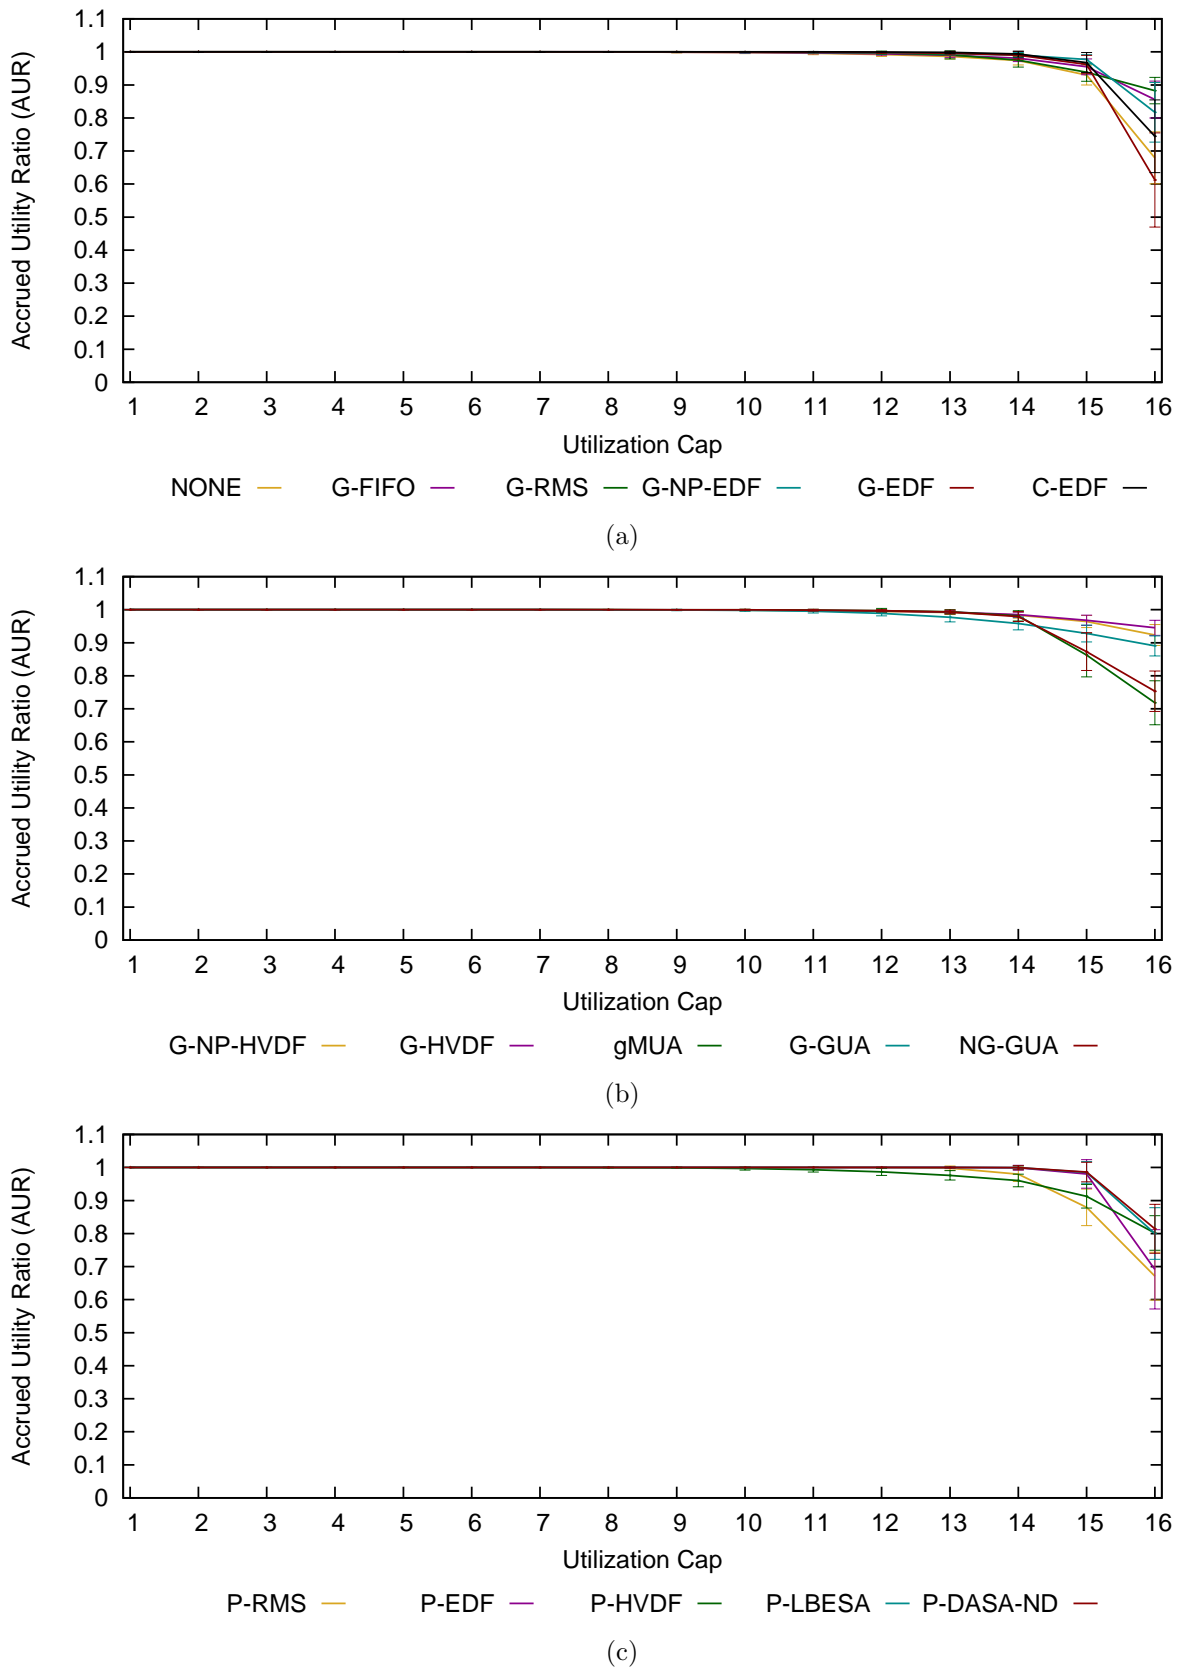 1.1
1
0.9
0.8
0.7
0.6
0.5
0.4
0.3
0.2
0.1
0
Accrued Utility Ratio (AUR)
1 2 3 4 5 6 7 8 9 10 11 12 13 14 15 16
Utilization Cap
NONE G-FIFO G-RMS G-NP-EDF G-EDF C-EDF
(a)
1.1
1
0.9
0.8
0.7
0.6
0.5
0.4
0.3
0.2
0.1
0
Accrued Utility Ratio (AUR)
1 2 3 4 5 6 7 8 9 10 11 12 13 14 15 16
Utilization Cap
G-NP-HVDF G-HVDF gMUA G-GUA NG-GUA
(b)
1.1
1
0.9
0.8
0.7
0.6
0.5
0.4
0.3
0.2
0.1
0
Accrued Utility Ratio (AUR)
1 2 3 4 5 6 7 8 9 10 11 12 13 14 15 16
Utilization Cap
P-RMS P-EDF P-HVDF P-LBESA P-DASA-ND
(c)